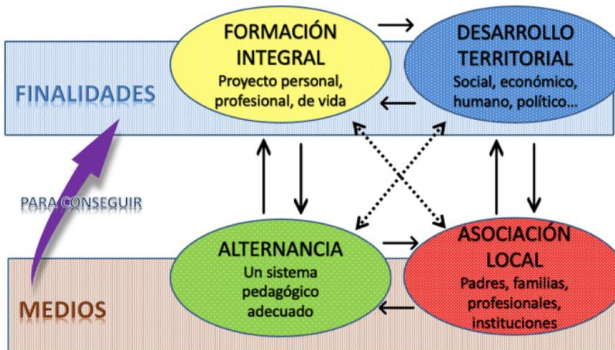 FORMACIÓN
INTEGRAL
Proyecto personal,
profesional, de vida
DESARROLLO
TERRITORIAL
Social, económico,
humano, político...
FINALIDADES
PARA CONSEGUIR
ALTERNANCIA
Un sistema
pedagógico
adecuado
ASOCIACIÓN
LOCAL
Padres, familias,
profesionales,
instituciones
MEDIOS